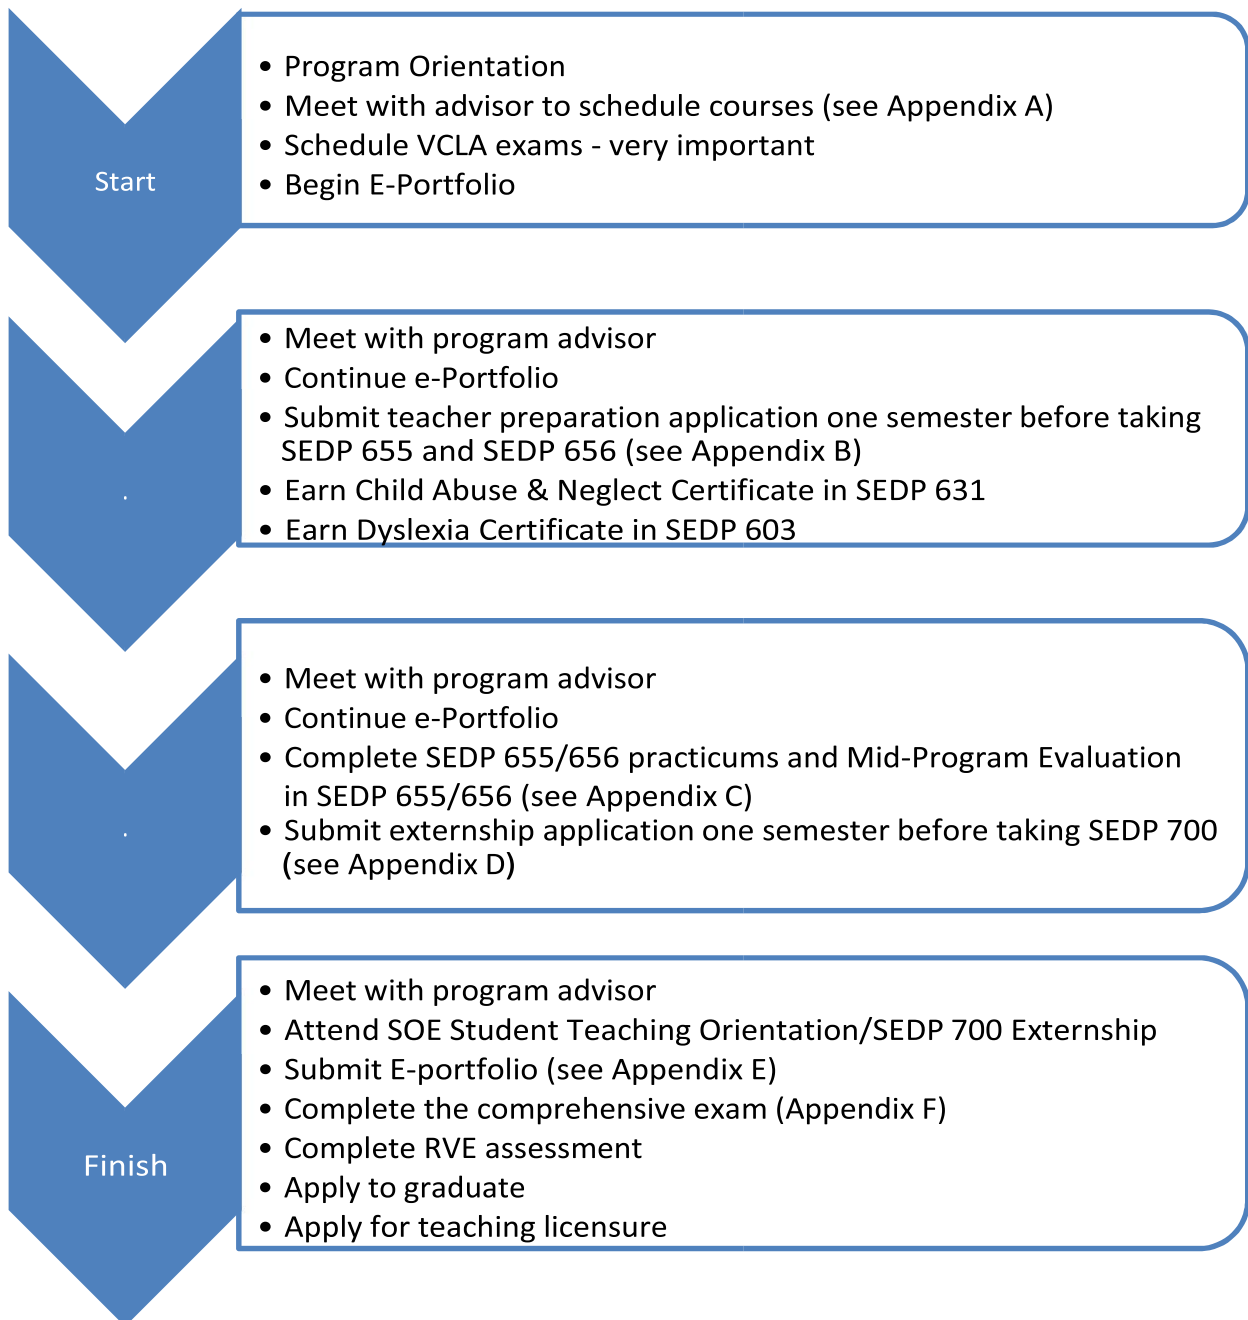 Start
• Program Orientation
• Meet with advisor to schedule courses (see Appendix A)
• Schedule VCLA exams - very important
• Begin E-Portfolio
.
• Meet with program advisor
• Continue e-Portfolio
• Submit teacher preparation application one semester before taking
SEDP 655 and SEDP 656 (see Appendix B)
• Earn Child Abuse & Neglect Certificate in SEDP 631
• Earn Dyslexia Certificate in SEDP 603
.
• Meet with program advisor
• Continue e-Portfolio
• Complete SEDP 655/656 practicums and Mid-Program Evaluation
in SEDP 655/656 (see Appendix C)
• Submit externship application one semester before taking SEDP 700
(see Appendix D)
Finish
• Meet with program advisor
• Attend SOE Student Teaching Orientation/SEDP 700 Externship
• Submit E-portfolio (see Appendix E)
• Complete the comprehensive exam (Appendix F)
• Complete RVE assessment
• Apply to graduate
• Apply for teaching licensure